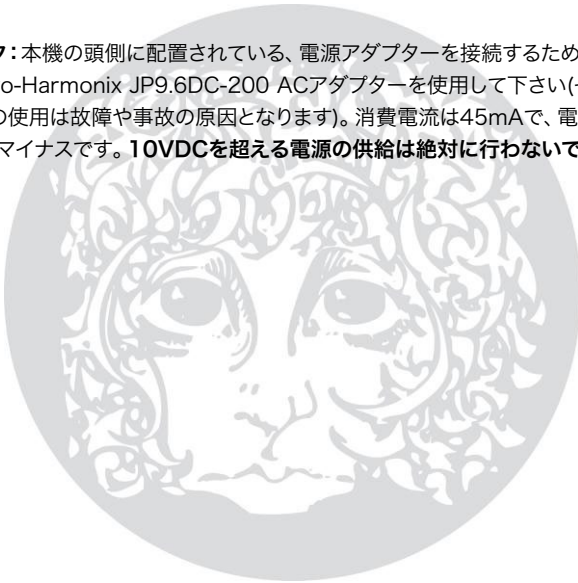 ク：本機の頭側に配置されている、電源アダプターを接続するため
o-Harmonix JP9.6DC-200 ACアダプターを使用して下さい(
の使用は故障や事故の原因となります)。消費電流は45mAで、電
マイナスです。10VDCを超える電源の供給は絶対に行わないで